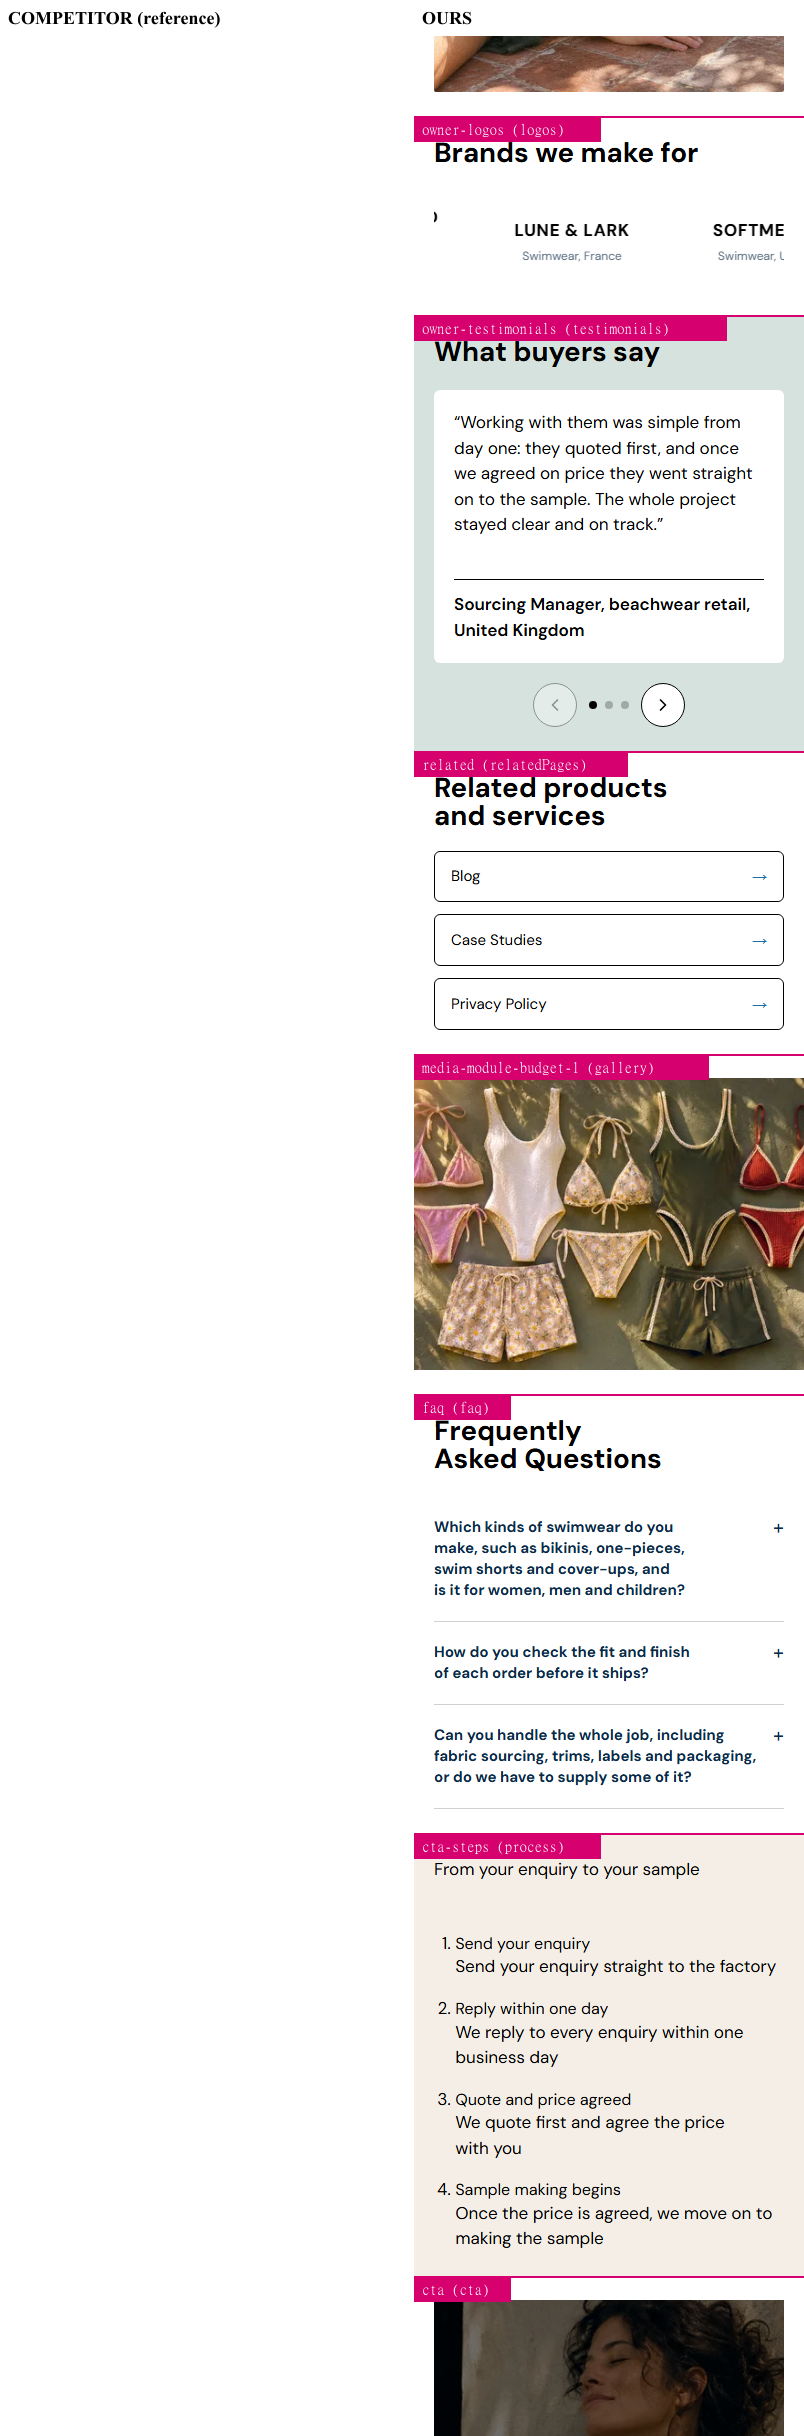 COMPETITOR (reference)
OURS
owner-logos (logos)
Brands we make for
LUNE & LARK
SOFTME
Swimwear, France
Swimwear, U
owner-testimonials (testimonials)
What buyers say
“Working with them was simple from
day one: they quoted first, and once
we agreed on price they went straight
on to the sample. The whole project
stayed clear and on track.”
Sourcing Manager, beachwear retail,
United Kingdom
related (relatedPages)
Related products
and services
Blog →
Case Studies →
Privacy Policy →
media-module-budget-1 (gallery)
faq (faq)
Frequently
Asked Questions
Which kinds of swimwear do you +
make, such as bikinis, one-pieces,
swim shorts and cover-ups, and
is it for women, men and children?
How do you check the fit and finish +
of each order before it ships?
Can you handle the whole job, including +
fabric sourcing, trims, labels and packaging,
or do we have to supply some of it?
cta-steps (process)
From your enquiry to your sample
1. Send your enquiry
Send your enquiry straight to the factory
2. Reply within one day
We reply to every enquiry within one
business day
3. Quote and price agreed
We quote first and agree the price
with you
4. Sample making begins
Once the price is agreed, we move on to
making the sample
cta (cta)